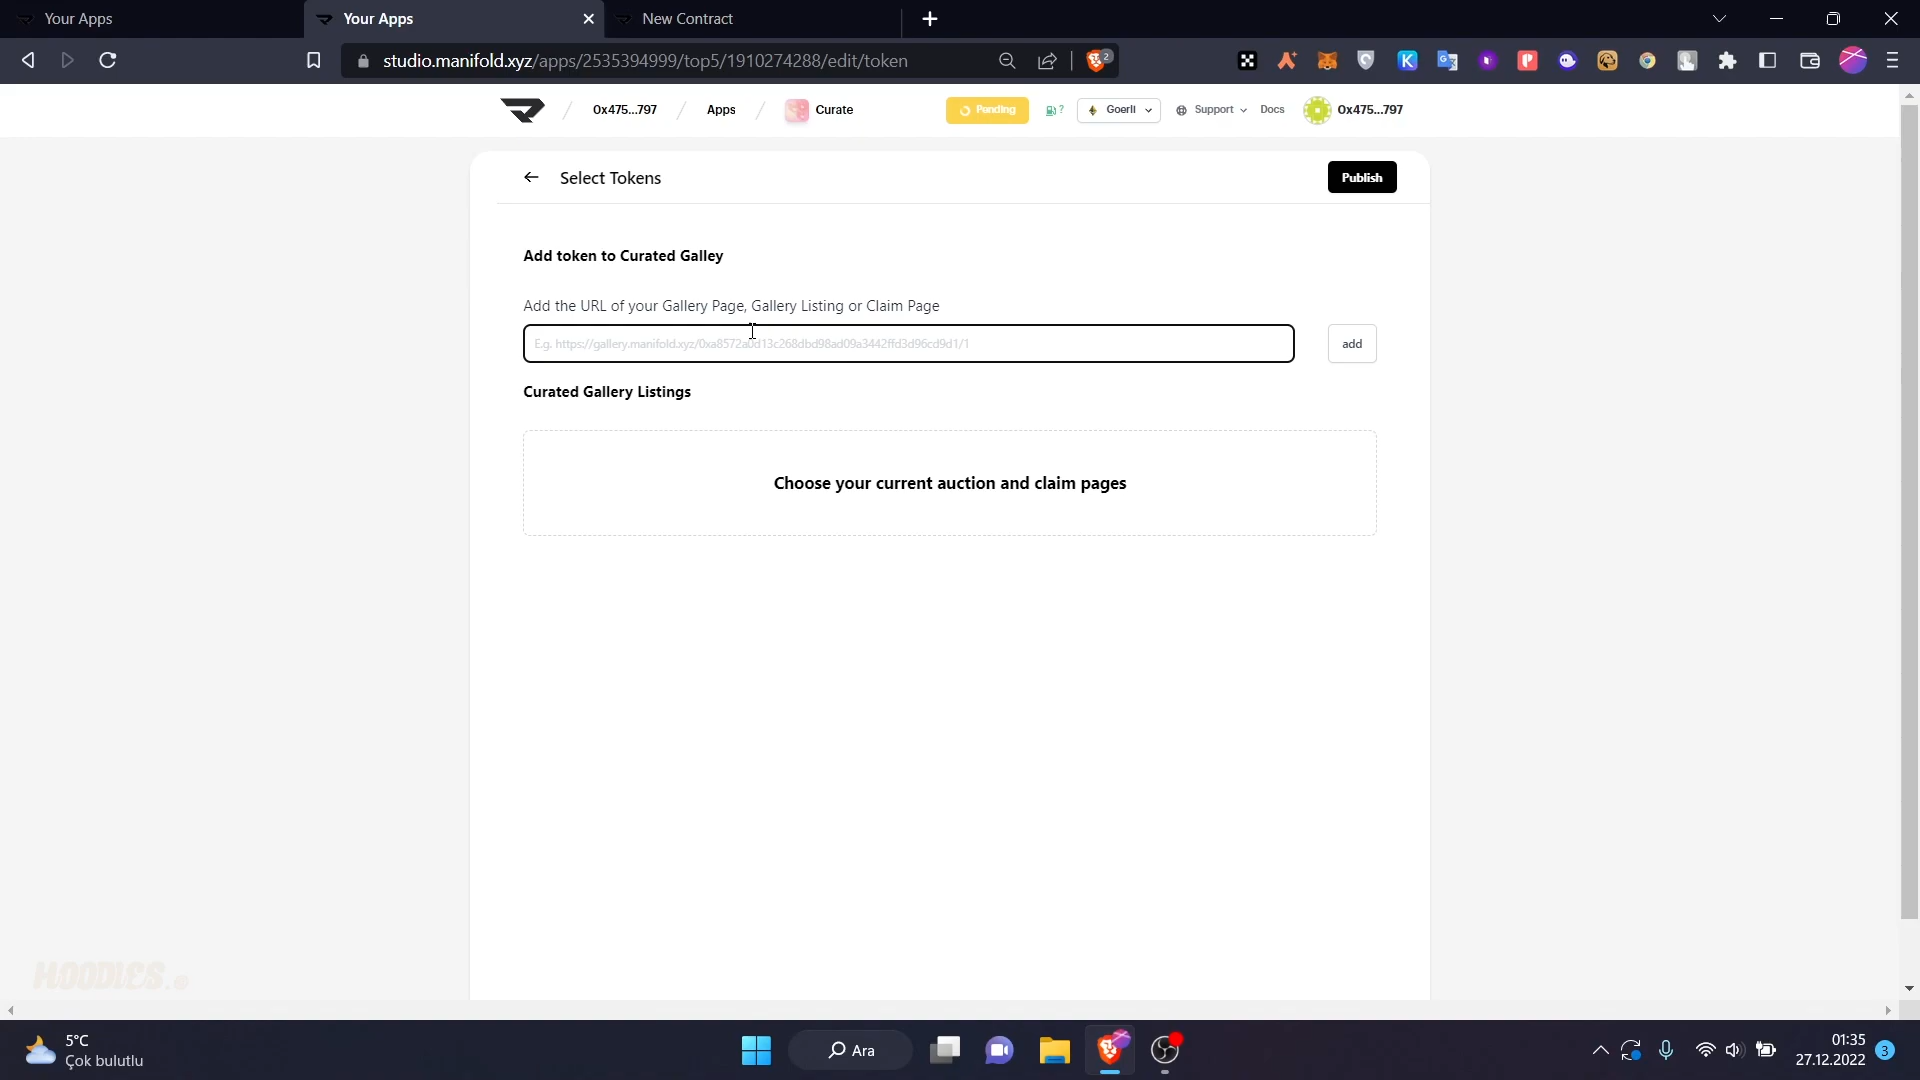 Your Apps
Your Apps
New Contract
studio.manifold.xyz/apps/2535394999/top5/1910274288/edit/token
2
0x475...797
Apps
Curate
Pending
?
Goerli
Support
Docs
0x475...797
Select Tokens
Publish
Add token to Curated Galley
Add the URL of your Gallery Page, Gallery Listing or Claim Page
E.g. https://gallery.manifold.xyz/0xa8572a0d13c268dbd98ad09a3442ffd3d96cd9d1/1
add
Curated Gallery Listings
Choose your current auction and claim pages
HOODIES
5°C
Çok bulutlu
Ara
01:35
27.12.2022
3